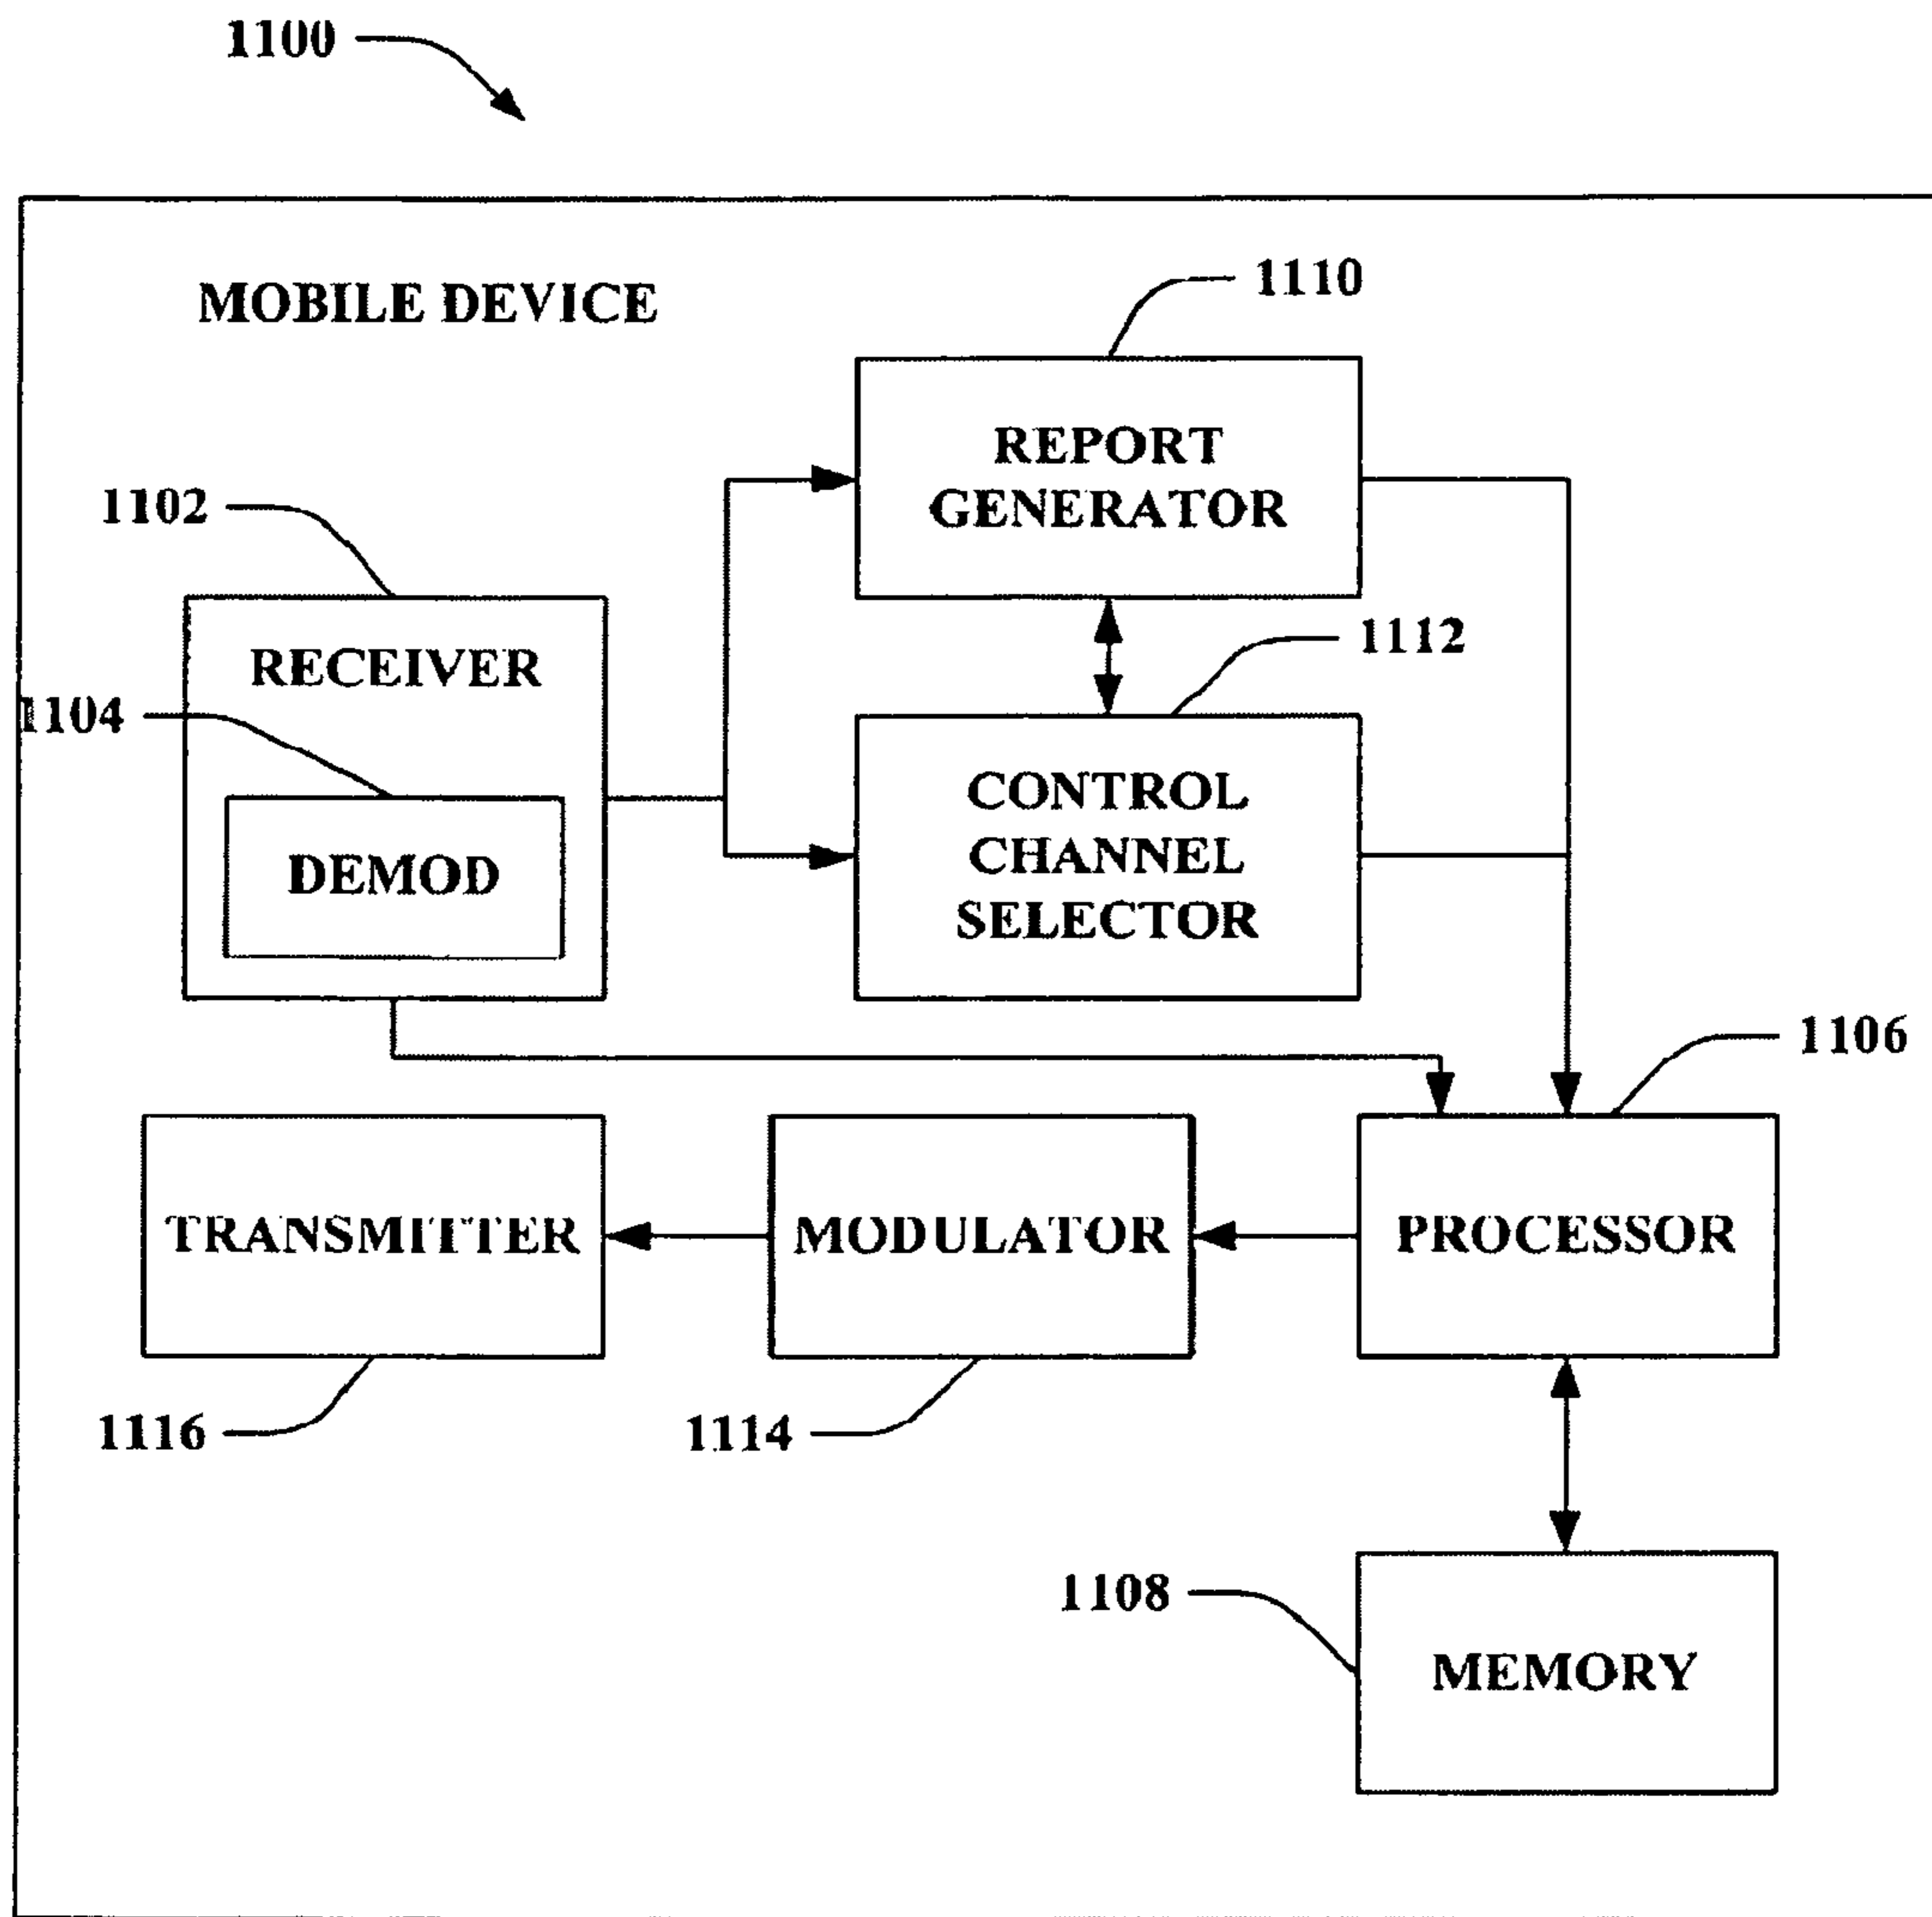 1100
MOBILE DEVICE
1110
REPORT
GENERATOR
1102
1112
RECEIVER
1104
CONTROL
CHANNEL
SELECTOR
DEMOD
1106
TRANSMITTER
MODULATOR
PROCESSOR
1116
1114
1108
MEMORY